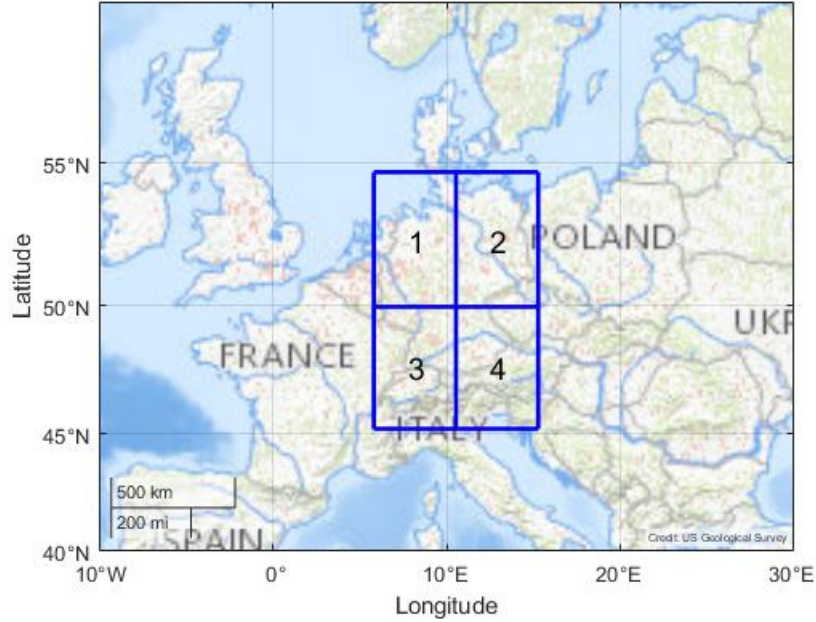 55°N
1
2
POLAND
Latitude
50°N
UKR
FRANCE
3
4
45°N
ITALY
500 km
200 mi
SPAIN
Credit: US Geological Survey
40°N
10°W
0°
10°E
20°E
30°E
Longitude